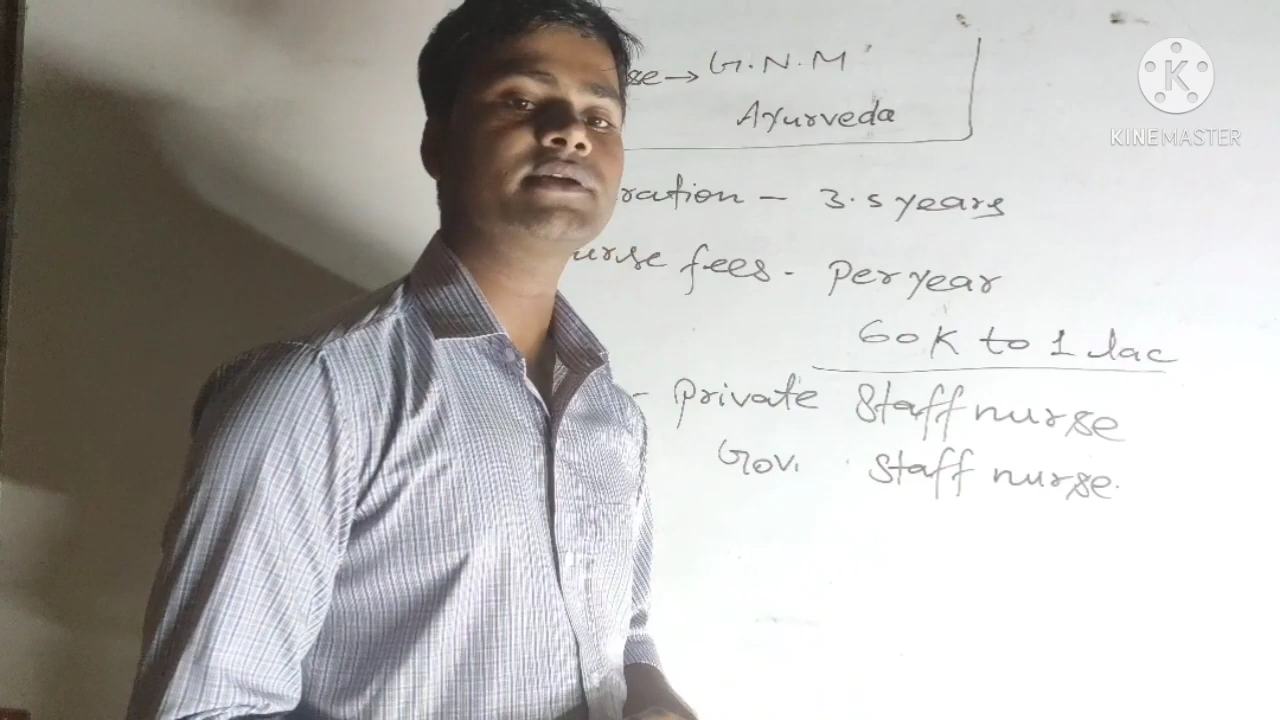 se → G.N.M
Ayurveda
ration - 3.5 years
urse fees - per year
60K to 1 lac
- private staff nurse
Gov. staff nurse.
K
KINEMASTER